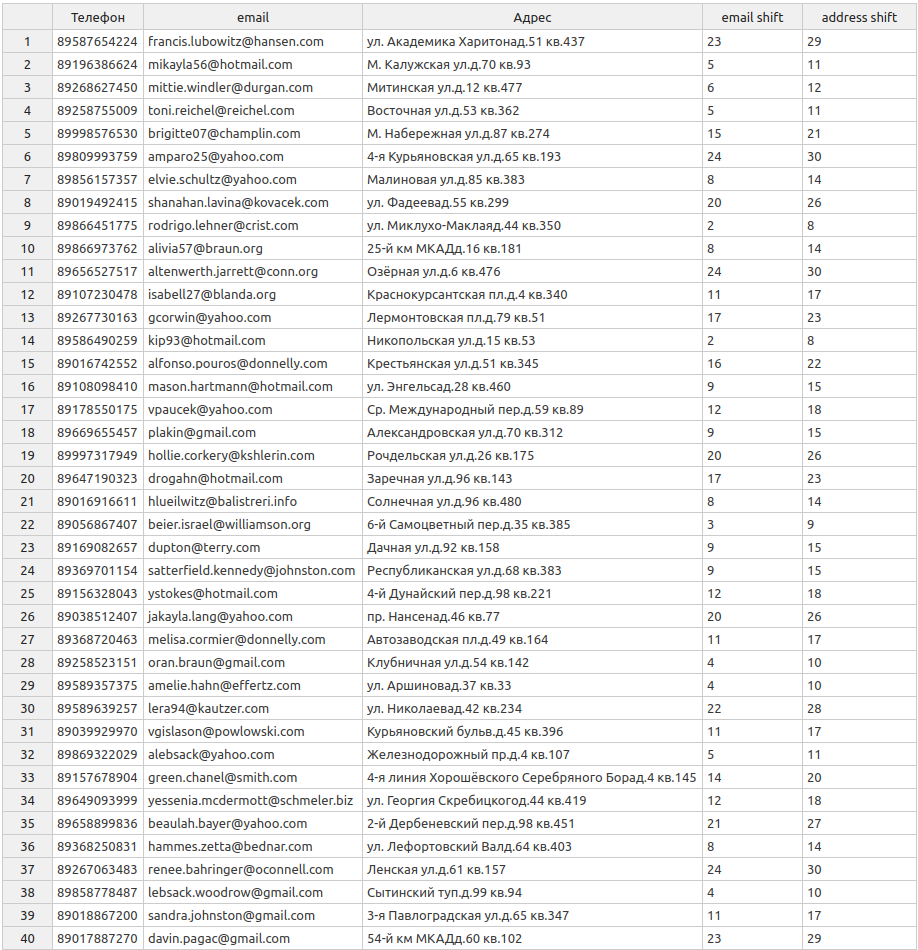 Телефон email Адрес email shift address shift
1 89587654224 francis.lubowitz@hansen.com ул. Академика Харитонад.51 кв.437 23 29
2 89196386624 mikayla56@hotmail.com М. Калужская ул.д.70 кв.93 5 11
3 89268627450 mittie.windler@durgan.com Митинская ул.д.12 кв.477 6 12
4 89258755009 toni.reichel@reichel.com Восточная ул.д.53 кв.362 5 11
5 89998576530 brigitte07@champlin.com М. Набережная ул.д.87 кв.274 15 21
6 89809993759 amparo25@yahoo.com 4-я Курьяновская ул.д.65 кв.193 24 30
7 89856157357 elvie.schultz@yahoo.com Малиновая ул.д.85 кв.383 8 14
8 89019492415 shanahan.lavina@kovacek.com ул. Фадеевад.55 кв.299 20 26
9 89866451775 rodrigo.lehner@crist.com ул. Миклухо-Маклаяд.44 кв.350 2 8
10 89866973762 alivia57@braun.org 25-й км МКАДд.16 кв.181 8 14
11 89656527517 altenwerth.jarrett@conn.org Озёрная ул.д.6 кв.476 24 30
12 89107230478 isabell27@blanda.org Краснокурсантская пл.д.4 кв.340 11 17
13 89267730163 gcorwin@yahoo.com Лермонтовская пл.д.79 кв.51 17 23
14 89586490259 kip93@hotmail.com Никопольская ул.д.15 кв.53 2 8
15 89016742552 alfonso.pouros@donnelly.com Крестьянская ул.д.51 кв.345 16 22
16 89108098410 mason.hartmann@hotmail.com ул. Энгельсад.28 кв.460 9 15
17 89178550175 vpaucek@yahoo.com Ср. Международный пер.д.59 кв.89 12 18
18 89669655457 plakin@gmail.com Александровская ул.д.70 кв.312 9 15
19 89997317949 hollie.corkery@kshlerin.com Рочдельская ул.д.26 кв.175 20 26
20 89647190323 drogahn@hotmail.com Заречная ул.д.96 кв.143 17 23
21 89016916611 hlueilwitz@balistreri.info Солнечная ул.д.96 кв.480 8 14
22 89056867407 beier.israel@williamson.org 6-й Самоцветный пер.д.35 кв.385 3 9
23 89169082657 dupton@terry.com Дачная ул.д.92 кв.158 9 15
24 89369701154 satterfield.kennedy@johnston.com Республиканская ул.д.68 кв.383 9 15
25 89156328043 ystokes@hotmail.com 4-й Дунайский пер.д.98 кв.221 12 18
26 89038512407 jakayla.lang@yahoo.com пр. Нансенад.46 кв.77 20 26
27 89368720463 melisa.cormier@donnelly.com Автозаводская пл.д.49 кв.164 11 17
28 89258523151 oran.braun@gmail.com Клубничная ул.д.54 кв.142 4 10
29 89589357375 amelie.hahn@effertz.com ул. Аршиновад.37 кв.33 4 10
30 89589639257 lera94@kautzer.com ул. Николаевад.42 кв.234 22 28
31 89039929970 vgislason@powlowski.com Курьяновский бульв.д.45 кв.396 11 17
32 89869322029 alebsack@yahoo.com Железнодорожный пр.д.4 кв.107 5 11
33 89157678904 green.chanel@smith.com 4-я линия Хорошёвского Серебряного Борад.4 кв.145 14 20
34 89649093999 yessenia.mcdermott@schmeler.biz ул. Георгия Скребицкогод.44 кв.419 12 18
35 89658899836 beaulah.bayer@yahoo.com 2-й Дербеневский пер.д.98 кв.451 21 27
36 89368250831 hammes.zetta@bednar.com ул. Лефортовский Валд.64 кв.403 8 14
37 89267063483 renee.bahringer@oconnell.com Ленская ул.д.61 кв.157 24 30
38 89858778487 lebsack.woodrow@gmail.com Сытинский туп.д.99 кв.94 4 10
39 89018867200 sandra.johnston@gmail.com 3-я Павлоградская ул.д.65 кв.347 11 17
40 89017887270 davin.pagac@gmail.com 54-й км МКАДд.60 кв.102 23 29